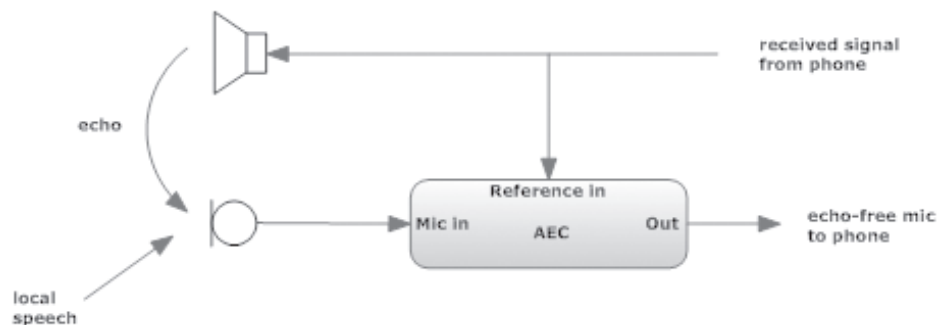 received signal
from phone
echo
Reference in
Mic in
AEC
Out
echo-free mic
to phone
local
speech